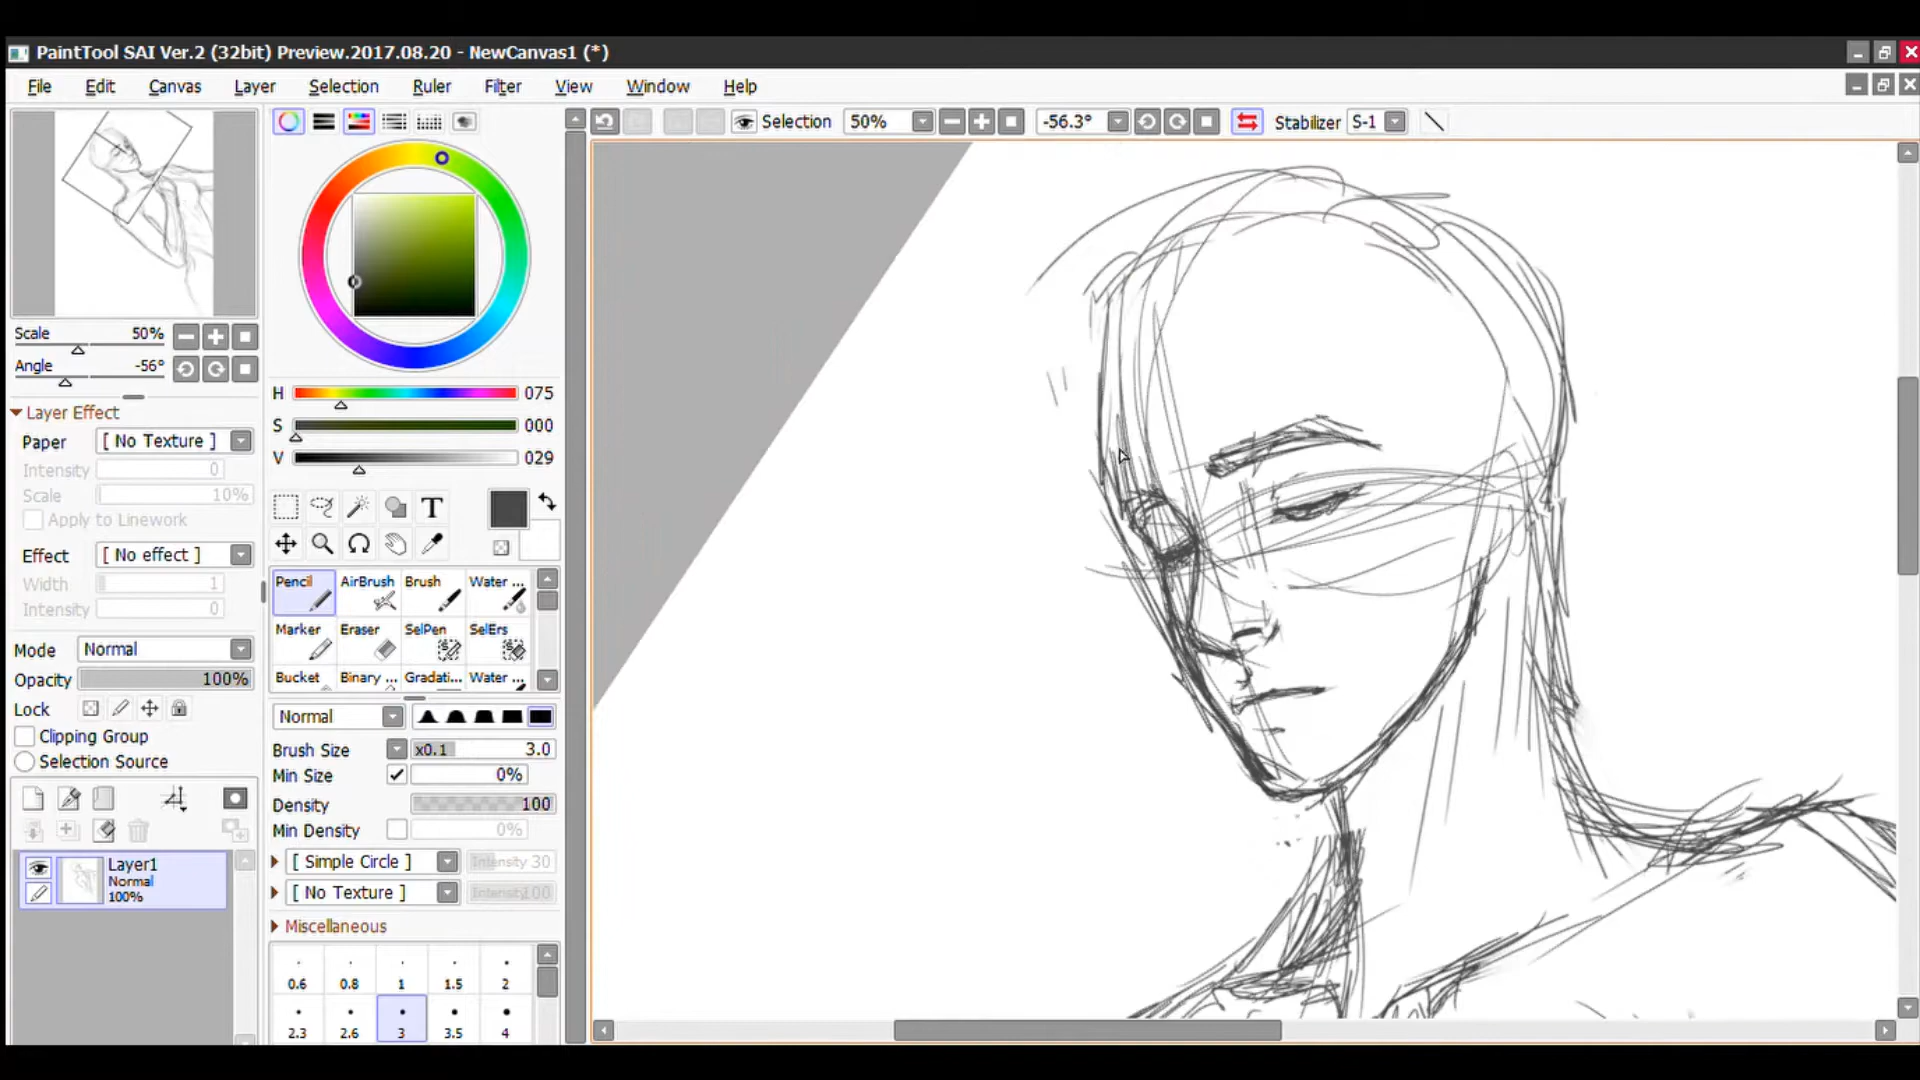 PaintTool SAI Ver.2 (32bit) Preview.2017.08.20 - NewCanvas1 (*)
File Edit Canvas Layer Selection Ruler Filter View Window Help
Selection 50% -56.3° Stabilizer S-1
Scale 50%
Angle -56°
Layer Effect
Paper [ No Texture ]
Intensity 0
Scale 10%
Apply to Linework
Effect [ No effect ]
Width 1
Intensity 0
Mode Normal
Opacity 100%
Lock
Clipping Group
Selection Source
Layer1
Normal
100%
H 075
S 000
V 029
T
Pencil AirBrush Brush Water ...
Marker Eraser SelPen SelErs
Bucket Binary ... Gradati... Water ...
Normal
Brush Size x0.1 3.0
Min Size 0%
Density 100
Min Density 0%
[ Simple Circle ] Intensity 30
[ No Texture ]
Miscellaneous
0.6 0.8 1 1.5 2
2.3 2.6 3 3.5 4